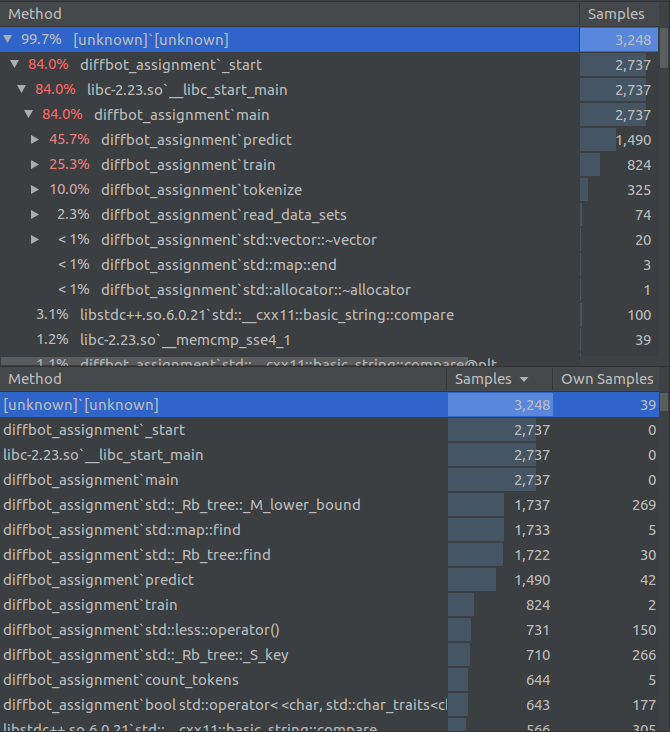 Method Samples
99.7% [unknown]`[unknown] 3,248
84.0% diffbot_assignment`_start 2,737
84.0% libc-2.23.so`__libc_start_main 2,737
84.0% diffbot_assignment`main 2,737
45.7% diffbot_assignment`predict 1,490
25.3% diffbot_assignment`train 824
10.0% diffbot_assignment`tokenize 325
2.3% diffbot_assignment`read_data_sets 74
< 1% diffbot_assignment`std::vector::~vector 20
< 1% diffbot_assignment`std::map::end 3
< 1% diffbot_assignment`std::allocator::~allocator 1
3.1% libstdc++.so.6.0.21`std::__cxx11::basic_string::compare 100
1.2% libc-2.23.so`__memcmp_sse4_1 39
1.1% diffbot_assignment`std::__cxx11::basic_string::compare@plt
Method Samples Own Samples
[unknown]`[unknown] 3,248 39
diffbot_assignment`_start 2,737 0
libc-2.23.so`__libc_start_main 2,737 0
diffbot_assignment`main 2,737 0
diffbot_assignment`std::_Rb_tree::_M_lower_bound 1,737 269
diffbot_assignment`std::map::find 1,733 5
diffbot_assignment`std::_Rb_tree::find 1,722 30
diffbot_assignment`predict 1,490 42
diffbot_assignment`train 824 2
diffbot_assignment`std::less::operator() 731 150
diffbot_assignment`std::_Rb_tree::_S_key 710 266
diffbot_assignment`count_tokens 644 5
diffbot_assignment`bool std::operator< <char, std::char_traits<c 643 177
libstdc++.so.6.0.21`std::__cxx11::basic_string::compare 566 305